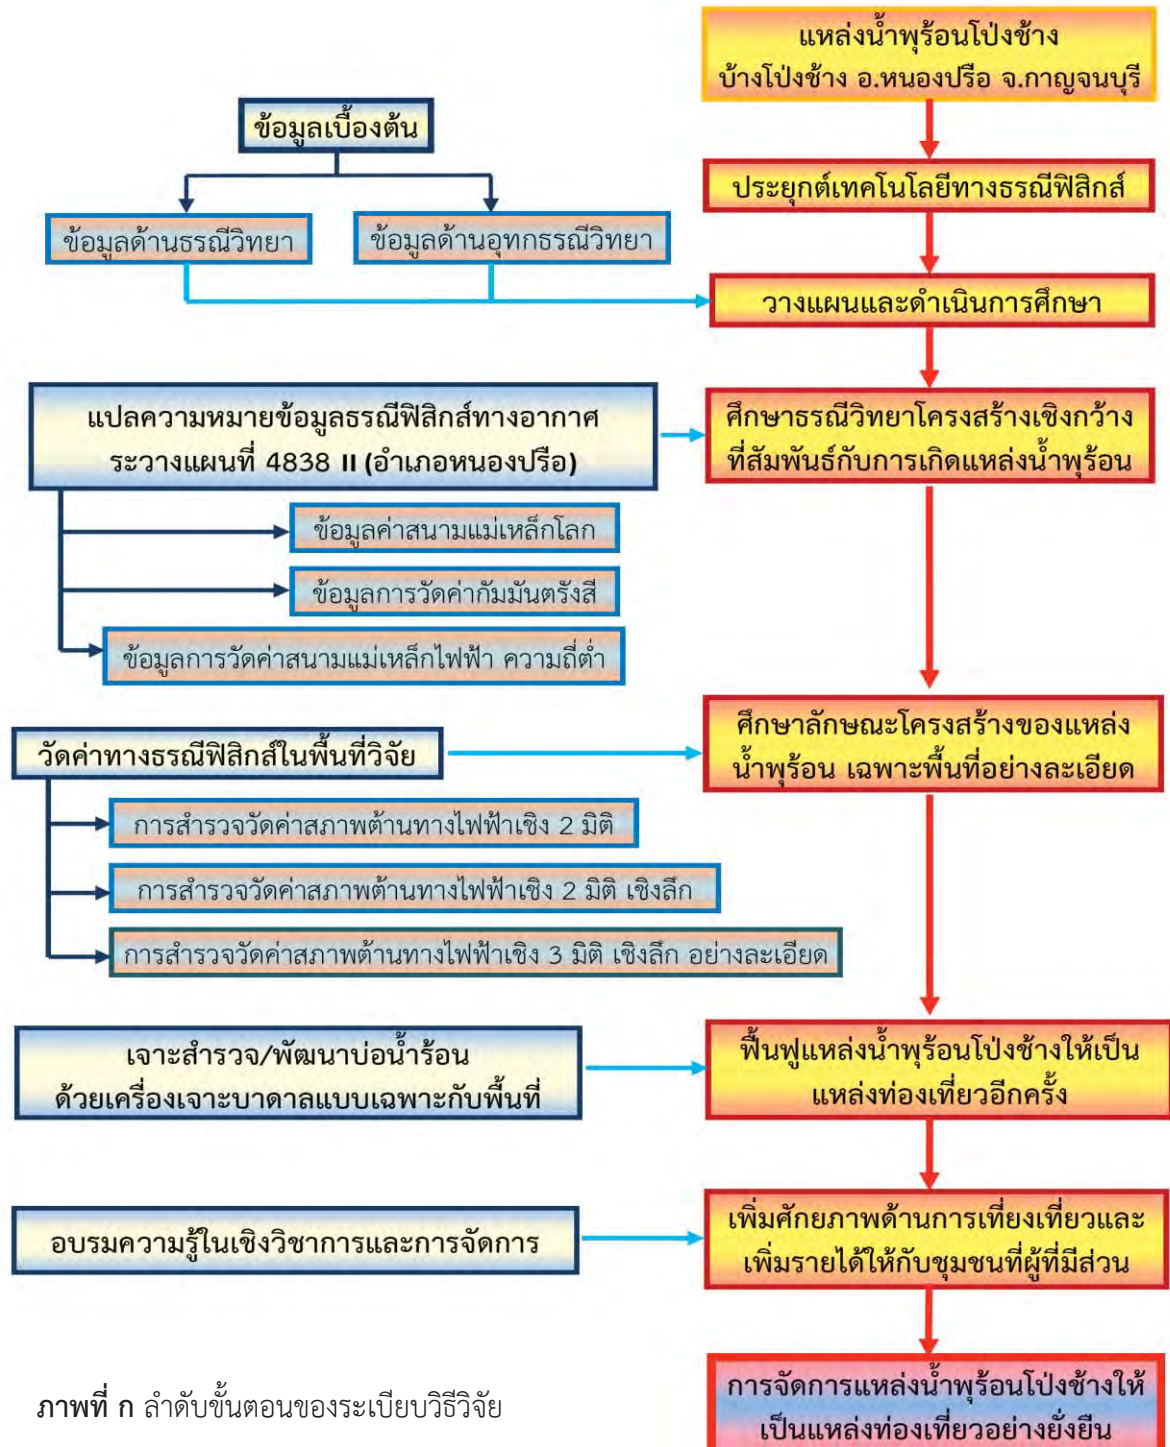 แหล่งน้ำพุร้อนโป่งช้าง
บ้างโป่งช้าง อ.หนองปรือ จ.กาญจนบุรี
ข้อมูลเบื้องต้น
ประยุกต์เทคโนโลยีทางธรณีฟิสิกส์
ข้อมูลด้านธรณีวิทยา
ข้อมูลด้านอุทกธรณีวิทยา
วางแผนและดำเนินการศึกษา
แปลความหมายข้อมูลธรณีฟิสิกส์ทางอากาศ
ระวางแผนที่ 4838 II (อำเภอหนองปรือ)
ศึกษาธรณีวิทยาโครงสร้างเชิงกว้าง
ที่สัมพันธ์กับการเกิดแหล่งน้ำพุร้อน
ข้อมูลค่าสนามแม่เหล็กโลก
ข้อมูลการวัดค่ากัมมันตรังสี
ข้อมูลการวัดค่าสนามแม่เหล็กไฟฟ้า ความถี่ต่ำ
วัดค่าทางธรณีฟิสิกส์ในพื้นที่วิจัย
ศึกษาลักษณะโครงสร้างของแหล่ง
น้ำพุร้อน เฉพาะพื้นที่อย่างละเอียด
การสำรวจวัดค่าสภาพต้านทางไฟฟ้าเชิง 2 มิติ
การสำรวจวัดค่าสภาพต้านทางไฟฟ้าเชิง 2 มิติ เชิงลึก
การสำรวจวัดค่าสภาพต้านทางไฟฟ้าเชิง 3 มิติ เชิงลึก อย่างละเอียด
เจาะสำรวจ/พัฒนาบ่อน้ำร้อน
ด้วยเครื่องเจาะบาดาลแบบเฉพาะกับพื้นที่
ฟื้นฟูแหล่งน้ำพุร้อนโป่งช้างให้เป็น
แหล่งท่องเที่ยวอีกครั้ง
อบรมความรู้ในเชิงวิชาการและการจัดการ
เพิ่มศักยภาพด้านการเที่ยงเที่ยวและ
เพิ่มรายได้ให้กับชุมชนที่ผู้ที่มีส่วน
การจัดการแหล่งน้ำพุร้อนโป่งช้างให้
เป็นแหล่งท่องเที่ยวอย่างยั่งยืน
ภาพที่ ก ลำดับขั้นตอนของระเบียบวิธีวิจัย